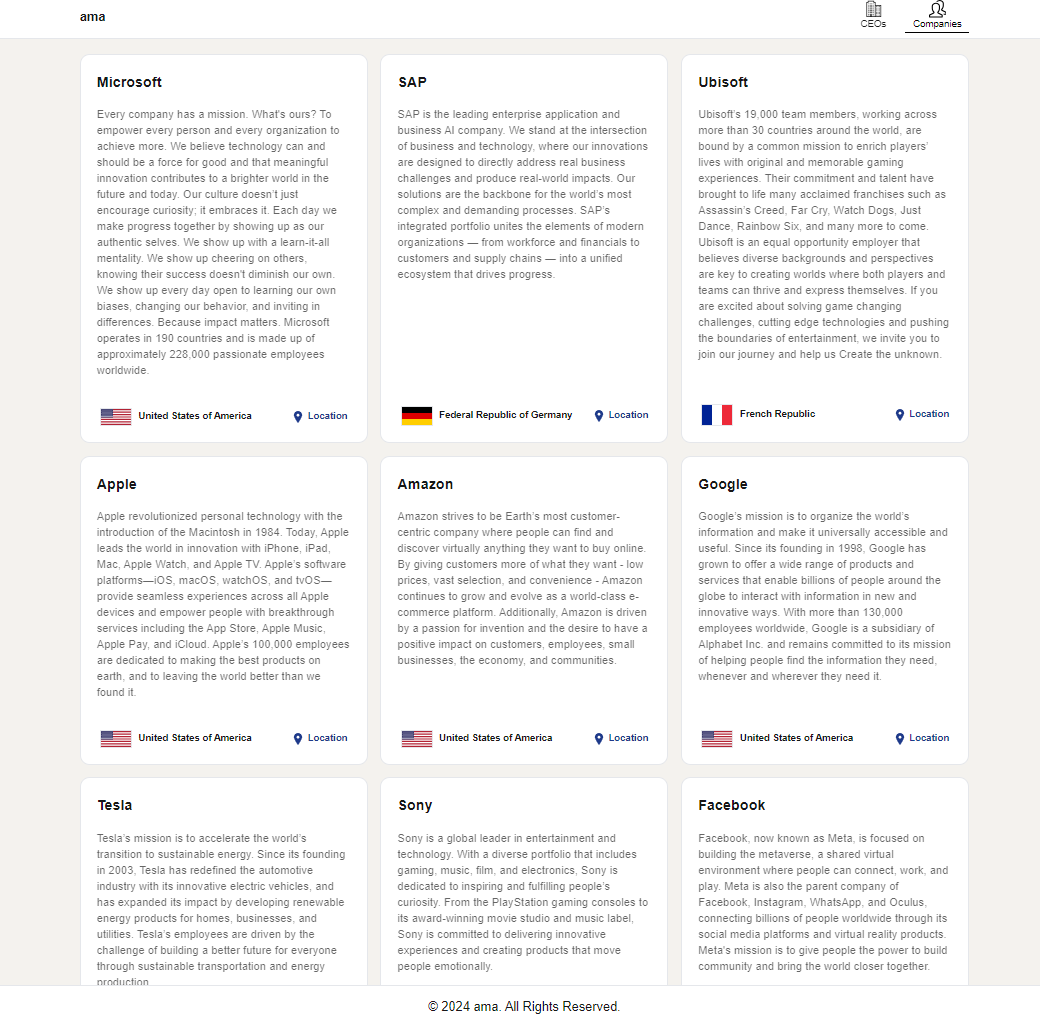 ama
CEOs
Companies
Microsoft
Every company has a mission. What's ours? To
empower every person and every organization to
achieve more. We believe technology can and
should be a force for good and that meaningful
innovation contributes to a brighter world in the
future and today. Our culture doesn't just
encourage curiosity; it embraces it. Each day we
make progress together by showing up as our
authentic selves. We show up with a learn-it-all
mentality. We show up cheering on others,
knowing their success doesn't diminish our own.
We show up every day open to learning our own
biases, changing our behavior, and inviting in
differences. Because impact matters. Microsoft
operates in 190 countries and is made up of
approximately 228,000 passionate employees
worldwide.
United States of America
Location
SAP
SAP is the leading enterprise application and
business AI company. We stand at the intersection
of business and technology, where our innovations
are designed to directly address real business
challenges and produce real-world impacts. Our
solutions are the backbone for the world's most
complex and demanding processes. SAP's
integrated portfolio unites the elements of modern
organizations — from workforce and financials to
customers and supply chains — into a unified
ecosystem that drives progress.
Federal Republic of Germany
Location
Ubisoft
Ubisoft's 19,000 team members, working across
more than 30 countries around the world, are
bound by a common mission to enrich players'
lives with original and memorable gaming
experiences. Their commitment and talent have
brought to life many acclaimed franchises such as
Assassin's Creed, Far Cry, Watch Dogs, Just
Dance, Rainbow Six, and many more to come.
Ubisoft is an equal opportunity employer that
believes diverse backgrounds and perspectives
are key to creating worlds where both players and
teams can thrive and express themselves. If you
are excited about solving game changing
challenges, cutting edge technologies and pushing
the boundaries of entertainment, we invite you to
join our journey and help us Create the unknown.
French Republic
Location
Apple
Apple revolutionized personal technology with the
introduction of the Macintosh in 1984. Today, Apple
leads the world in innovation with iPhone, iPad,
Mac, Apple Watch, and Apple TV. Apple's software
platforms—iOS, macOS, watchOS, and tvOS—
provide seamless experiences across all Apple
devices and empower people with breakthrough
services including the App Store, Apple Music,
Apple Pay, and iCloud. Apple's 100,000 employees
are dedicated to making the best products on
earth, and to leaving the world better than we
found it.
United States of America
Location
Amazon
Amazon strives to be Earth's most customer-
centric company where people can find and
discover virtually anything they want to buy online.
By giving customers more of what they want - low
prices, vast selection, and convenience - Amazon
continues to grow and evolve as a world-class e-
commerce platform. Additionally, Amazon is driven
by a passion for invention and the desire to have a
positive impact on customers, employees, small
businesses, the economy, and communities.
United States of America
Location
Google
Google's mission is to organize the world's
information and make it universally accessible and
useful. Since its founding in 1998, Google has
grown to offer a wide range of products and
services that enable billions of people around the
globe to interact with information in new and
innovative ways. With more than 130,000
employees worldwide, Google is a subsidiary of
Alphabet Inc. and remains committed to its mission
of helping people find the information they need,
whenever and wherever they need it.
United States of America
Location
Tesla
Tesla's mission is to accelerate the world's
transition to sustainable energy. Since its founding
in 2003, Tesla has redefined the automotive
industry with its innovative electric vehicles, and
has expanded its impact by developing renewable
energy products for homes, businesses, and
utilities. Tesla's employees are driven by the
challenge of building a better future for everyone
through sustainable transportation and energy
production.
Sony
Sony is a global leader in entertainment and
technology. With a diverse portfolio that includes
gaming, music, film, and electronics, Sony is
dedicated to inspiring and fulfilling people's
curiosity. From the PlayStation gaming consoles to
its award-winning movie studio and music label,
Sony is committed to delivering innovative
experiences and creating products that move
people emotionally.
Facebook
Facebook, now known as Meta, is focused on
building the metaverse, a shared virtual
environment where people can connect, work, and
play. Meta is also the parent company of
Facebook, Instagram, WhatsApp, and Oculus,
connecting billions of people worldwide through its
social media platforms and virtual reality products.
Meta's mission is to give people the power to build
community and bring the world closer together.
© 2024 ama. All Rights Reserved.